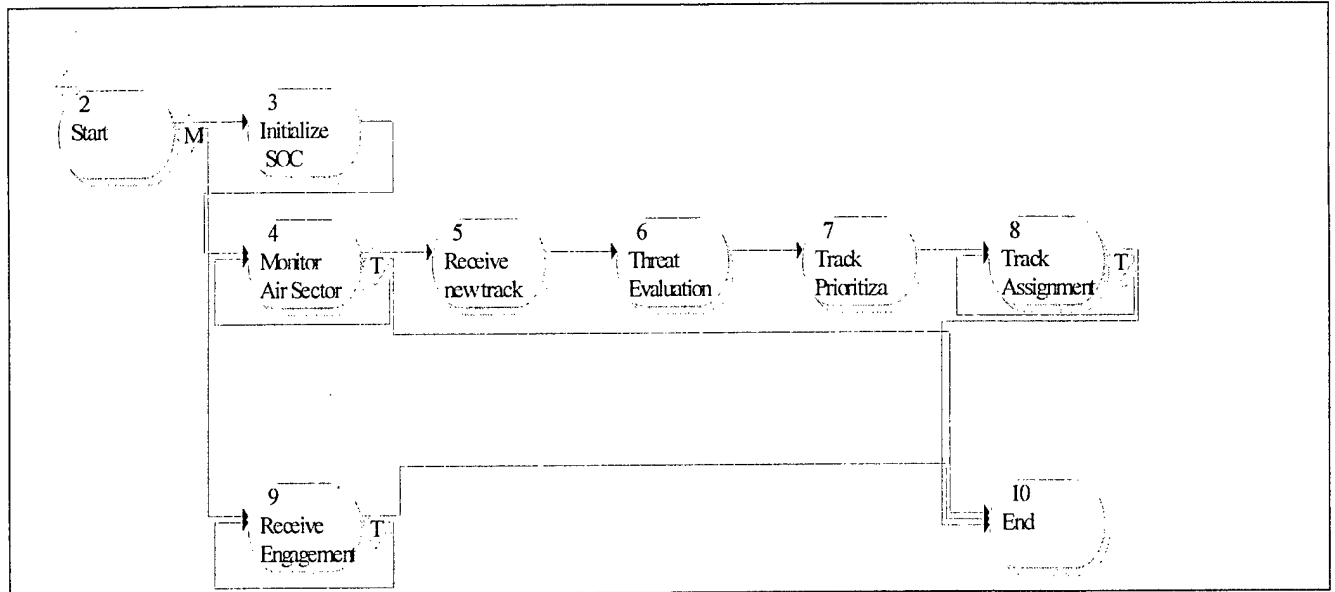 2
Start
M
3
Initialize
SOC
4
Monitor
Air Sector
T
5
Receive
new track
6
Threat
Evaluation
7
Track
Prioritiza
8
Track
Assignment
T
9
Receive
Engagement
T
10
End